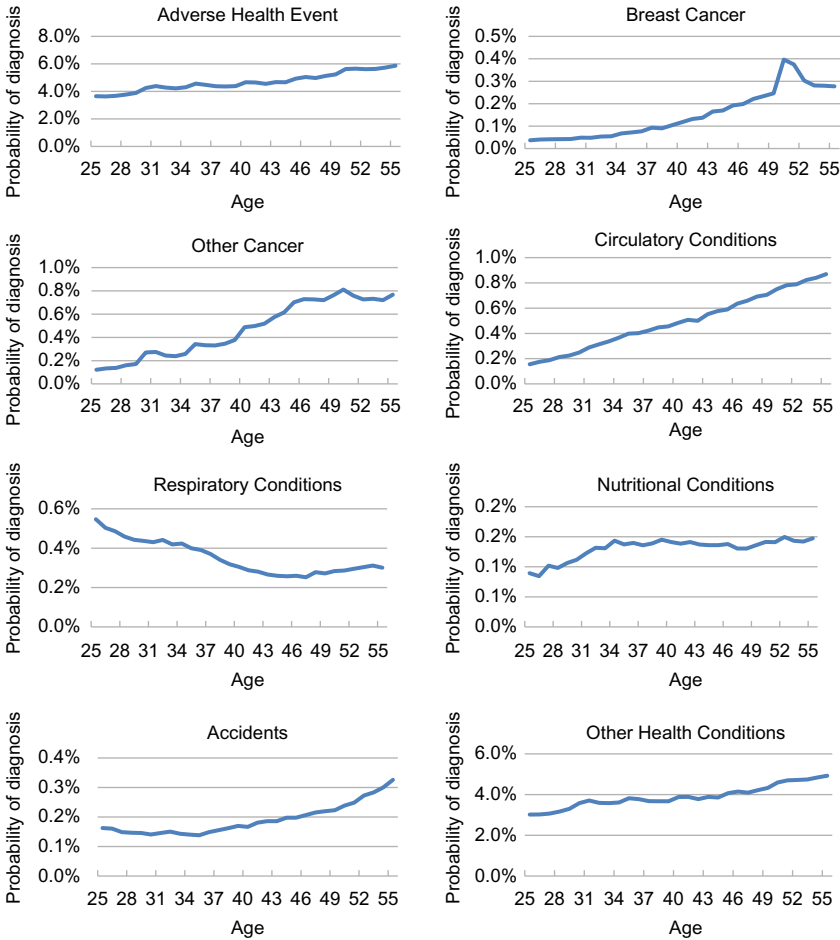 Adverse Health Event
Probability of diagnosis
8.0%
6.0%
4.0%
2.0%
0.0%
25 28 31 34 37 40 43 46 49 52 55
Age
Breast Cancer
Probability of diagnosis
0.5%
0.4%
0.3%
0.2%
0.1%
0.0%
25 28 31 34 37 40 43 46 49 52 55
Age
Other Cancer
Probability of diagnosis
1.0%
0.8%
0.6%
0.4%
0.2%
0.0%
25 28 31 34 37 40 43 46 49 52 55
Age
Circulatory Conditions
Probability of diagnosis
1.0%
0.8%
0.6%
0.4%
0.2%
0.0%
25 28 31 34 37 40 43 46 49 52 55
Age
Respiratory Conditions
Probability of diagnosis
0.6%
0.4%
0.2%
0.0%
25 28 31 34 37 40 43 46 49 52 55
Age
Nutritional Conditions
Probability of diagnosis
0.2%
0.2%
0.1%
0.1%
0.0%
25 28 31 34 37 40 43 46 49 52 55
Age
Accidents
Probability of diagnosis
0.4%
0.3%
0.2%
0.1%
0.0%
25 28 31 34 37 40 43 46 49 52 55
Age
Other Health Conditions
Probability of diagnosis
6.0%
4.0%
2.0%
0.0%
25 28 31 34 37 40 43 46 49 52 55
Age